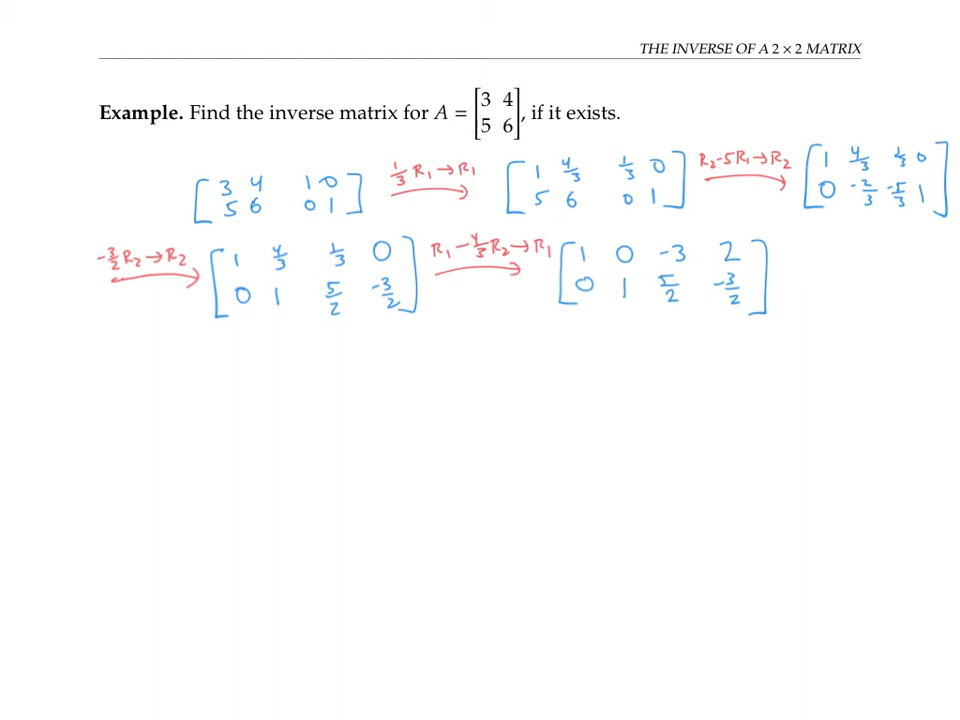 THE INVERSE OF A 2 × 2 MATRIX
Example. Find the inverse matrix for A = [3 4; 5 6], if it exists.
[3 4 1 0; 5 6 0 1] 1/3 R1 → R1 [1 4/3 1/3 0; 5 6 0 1] R2-5R1 → R2 [1 4/3 1/3 0; 0 -2/3 -5/3 1]
-3/2 R2 → R2 [1 4/3 1/3 0; 0 1 5/2 -3/2] R1 - 4/3 R2 → R1 [1 0 -3 2; 0 1 5/2 -3/2]